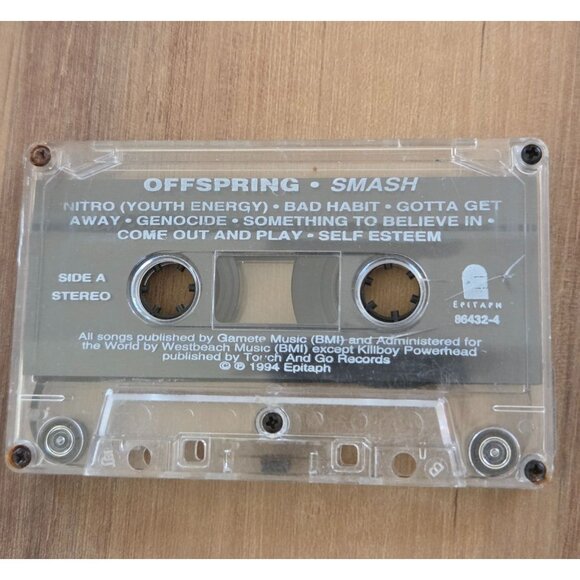 OFFSPRING • SMASH
NITRO (YOUTH ENERGY) • BAD HABIT • GOTTA GET
AWAY • GENOCIDE • SOMETHING TO BELIEVE IN •
COME OUT AND PLAY • SELF ESTEEM
SIDE A
STEREO
EPITAPH
86432-4
All songs published by Gamete Music (BMI) and Administered for
the World by Westbeach Music (BMI) except Killboy Powerhead
published by Touch And Go Records
© ℗ 1994 Epitaph